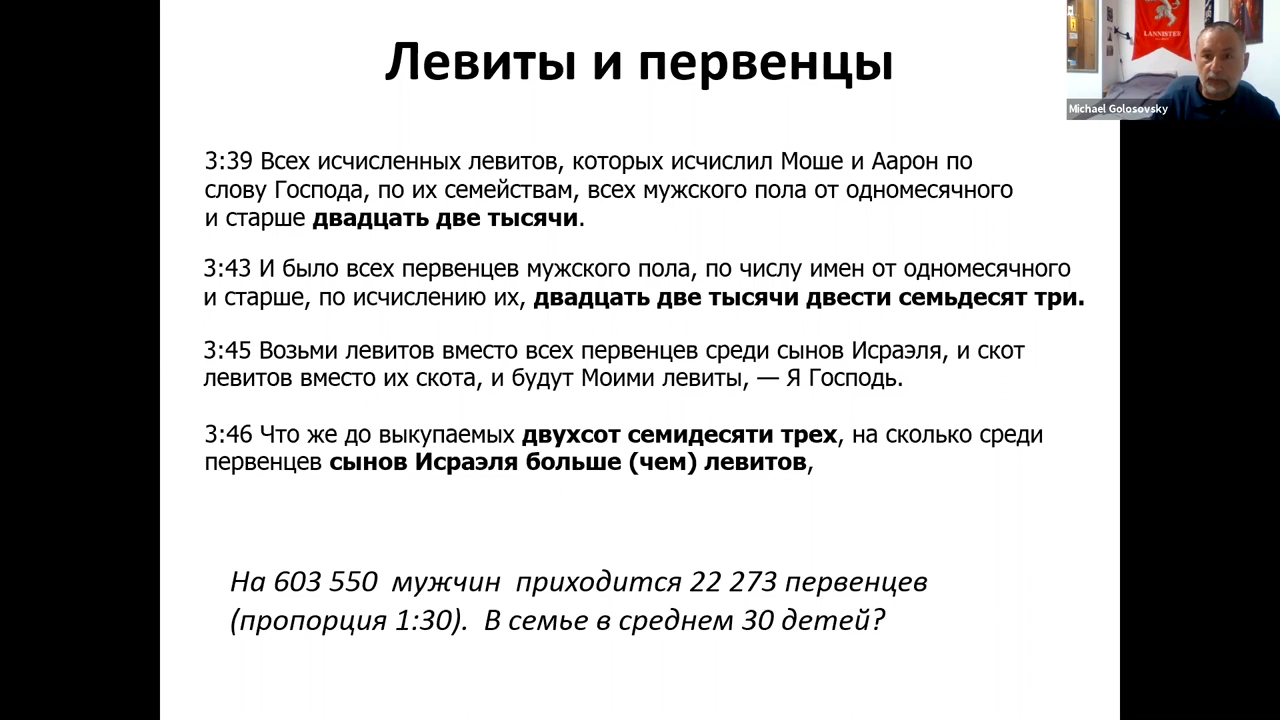 Левиты и первенцы
LANNISTER
Michael Golosovsky
3:39 Всех исчисленных левитов, которых исчислил Моше и Аарон по
слову Господа, по их семействам, всех мужского пола от одномесячного
и старше двадцать две тысячи.
3:43 И было всех первенцев мужского пола, по числу имен от одномесячного
и старше, по исчислению их, двадцать две тысячи двести семьдесят три.
3:45 Возьми левитов вместо всех первенцев среди сынов Исраэля, и скот
левитов вместо их скота, и будут Моими левиты, — Я Господь.
3:46 Что же до выкупаемых двухсот семидесяти трех, на сколько среди
первенцев сынов Исраэля больше (чем) левитов,
На 603 550 мужчин приходится 22 273 первенцев
(пропорция 1:30). В семье в среднем 30 детей?